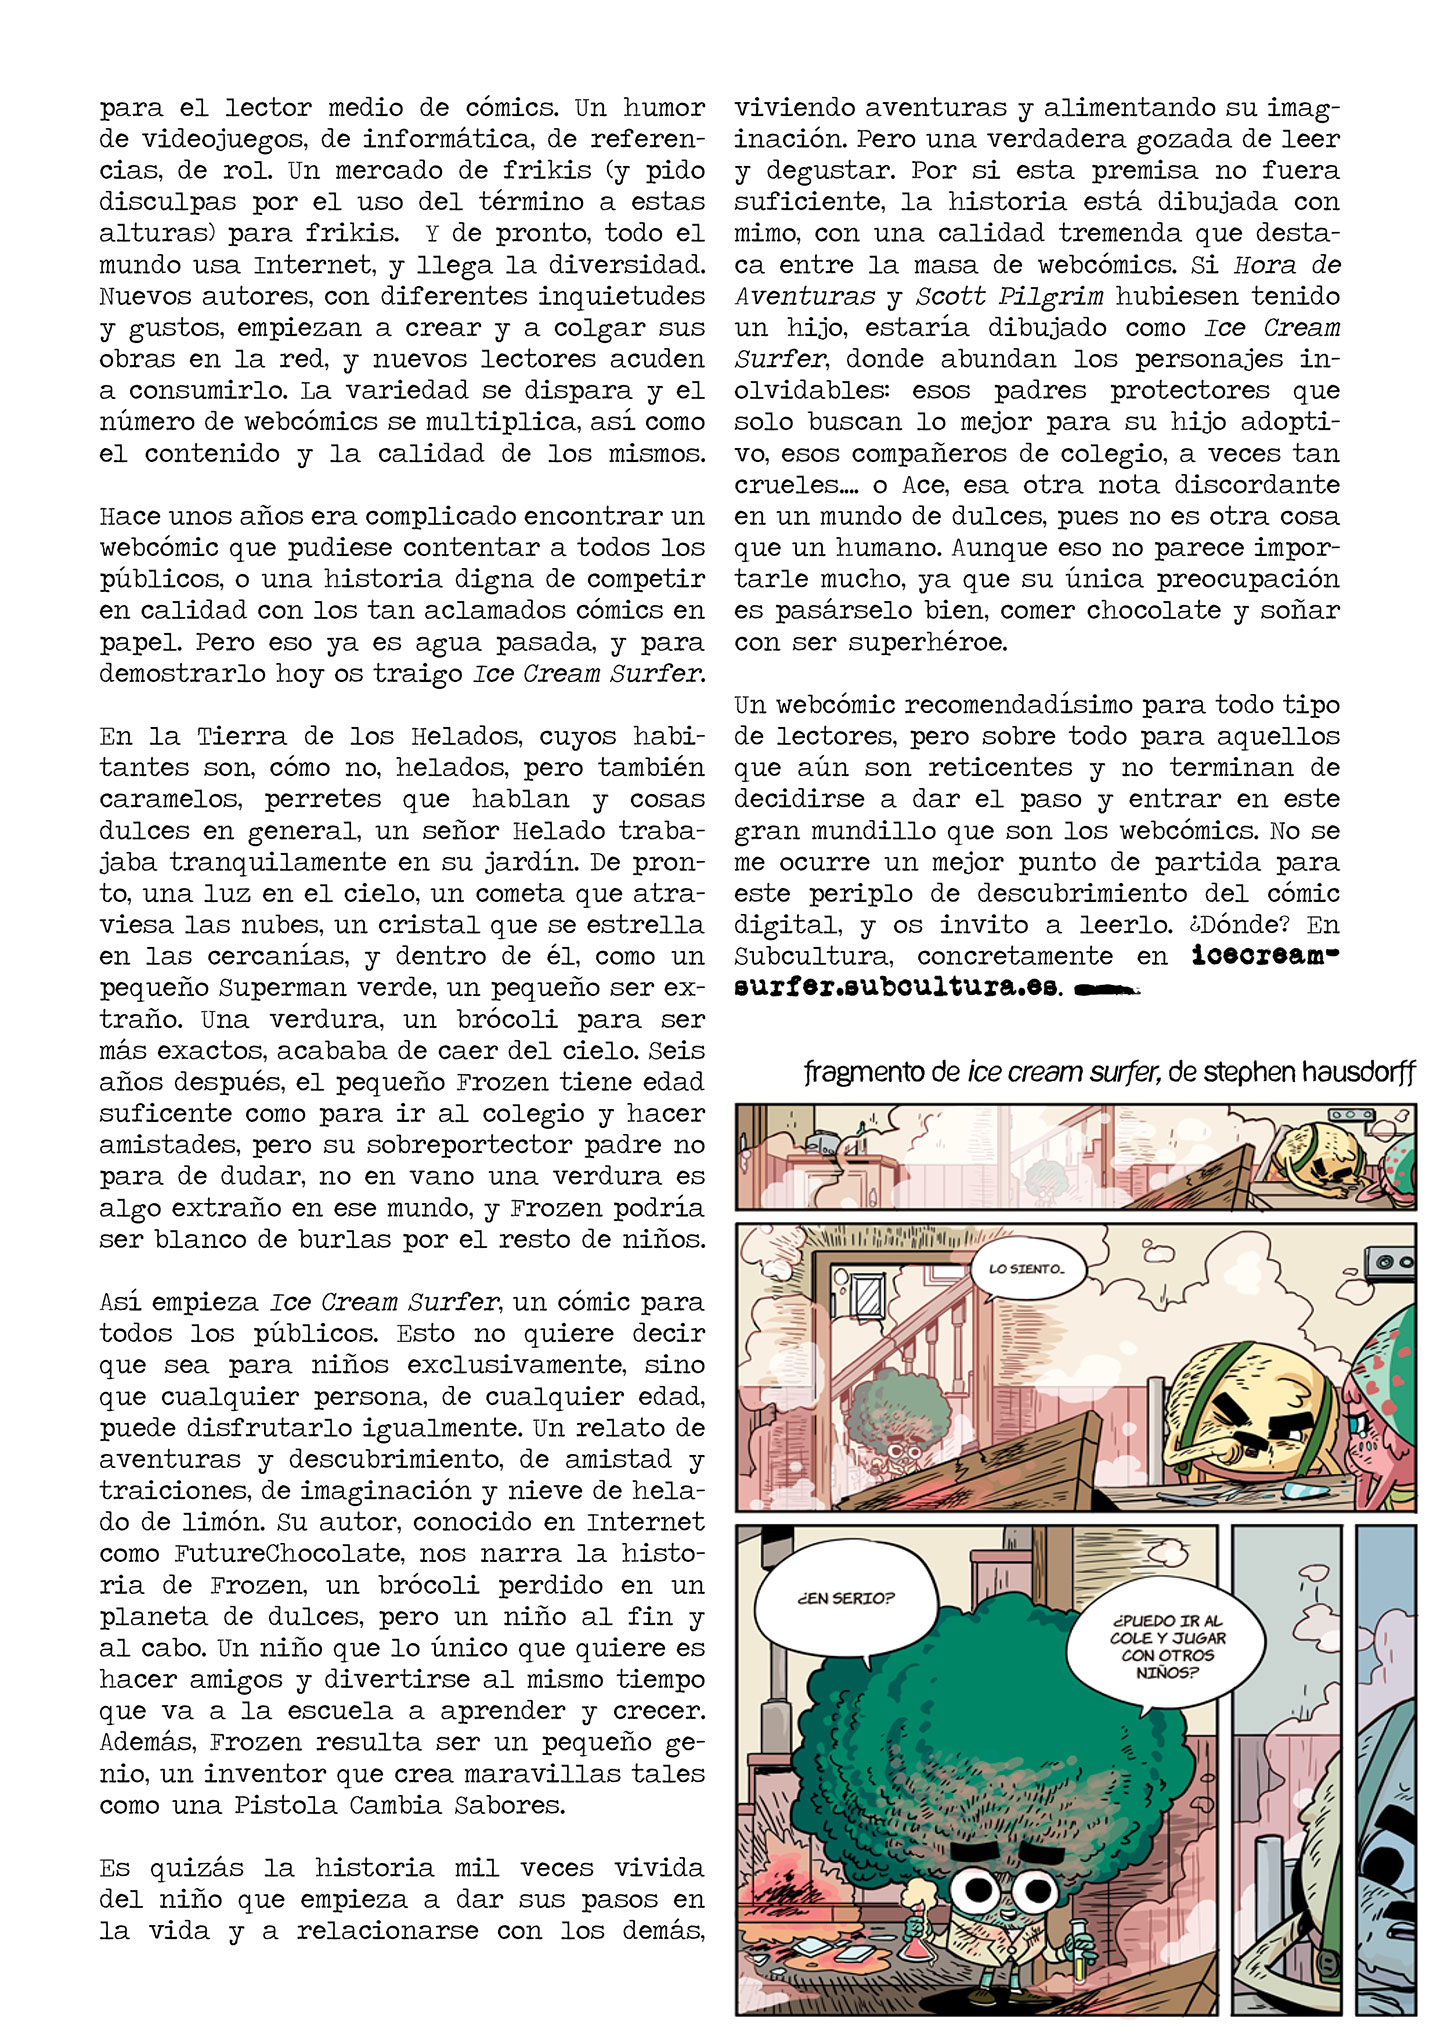 para el lector medio de cómics. Un humor
de videojuegos, de informática, de referen-
cias, de rol. Un mercado de frikis (y pido
disculpas por el uso del término a estas
alturas) para frikis.  Y de pronto, todo el
mundo usa Internet, y llega la diversidad.
Nuevos autores, con diferentes inquietudes
y gustos, empiezan a crear y a colgar sus
obras en la red, y nuevos lectores acuden
a consumirlo. La variedad se dispara y el
número de webcómics se multiplica, así como
el contenido y la calidad de los mismos.
Hace unos años era complicado encontrar un
webcómic que pudiese contentar a todos los
públicos, o una historia digna de competir
en calidad con los tan aclamados cómics en
papel. Pero eso ya es agua pasada, y para
demostrarlo hoy os traigo Ice Cream Surfer.
En la Tierra de los Helados, cuyos habi-
tantes son, cómo no, helados, pero también
caramelos, perretes que hablan y cosas
dulces en general, un señor Helado traba-
jaba tranquilamente en su jardín. De pron-
to, una luz en el cielo, un cometa que atra-
viesa las nubes, un cristal que se estrella
en las cercanías, y dentro de él, como un
pequeño Superman verde, un pequeño ser ex-
traño. Una verdura, un brócoli para ser
más exactos, acababa de caer del cielo. Seis
años después, el pequeño Frozen tiene edad
suficente como para ir al colegio y hacer
amistades, pero su sobreportector padre no
para de dudar, no en vano una verdura es
algo extraño en ese mundo, y Frozen podría
ser blanco de burlas por el resto de niños.
Así empieza Ice Cream Surfer, un cómic para
todos los públicos. Esto no quiere decir
que sea para niños exclusivamente, sino
que cualquier persona, de cualquier edad,
puede disfrutarlo igualmente. Un relato de
aventuras y descubrimiento, de amistad y
traiciones, de imaginación y nieve de hela-
do de limón. Su autor, conocido en Internet
como FutureChocolate, nos narra la histo-
ria de Frozen, un brócoli perdido en un
planeta de dulces, pero un niño al fin y
al cabo. Un niño que lo único que quiere es
hacer amigos y divertirse al mismo tiempo
que va a la escuela a aprender y crecer.
Además, Frozen resulta ser un pequeño ge-
nio, un inventor que crea maravillas tales
como una Pistola Cambia Sabores.
Es quizás la historia mil veces vivida
del niño que empieza a dar sus pasos en
la vida y a relacionarse con los demás,
viviendo aventuras y alimentando su imag-
inación. Pero una verdadera gozada de leer
y degustar. Por si esta premisa no fuera
suficiente, la historia está dibujada con
mimo, con una calidad tremenda que desta-
ca entre la masa de webcómics. Si Hora de
Aventuras y Scott Pilgrim hubiesen tenido
un hijo, estaría dibujado como Ice Cream
Surfer, donde abundan los personajes in-
olvidables: esos padres protectores que
solo buscan lo mejor para su hijo adopti-
vo, esos compañeros de colegio, a veces tan
crueles.... o Ace, esa otra nota discordante
en un mundo de dulces, pues no es otra cosa
que un humano. Aunque eso no parece impor-
tarle mucho, ya que su única preocupación
es pasárselo bien, comer chocolate y soñar
con ser superhéroe.
Un webcómic recomendadísimo para todo tipo
de lectores, pero sobre todo para aquellos
que aún son reticentes y no terminan de
decidirse a dar el paso y entrar en este
gran mundillo que son los webcómics. No se
me ocurre un mejor punto de partida para
este periplo de descubrimiento del cómic
digital, y os invito a leerlo. ¿Dónde? En
Subcultura, concretamente en icecream-
surfer.subcultura.es.
fragmento de ice cream surfer, de stephen hausdorff
LO SIENTO..
¿EN SERIO?
¿PUEDO IR AL
COLE Y JUGAR
CON OTROS
NIÑOS?